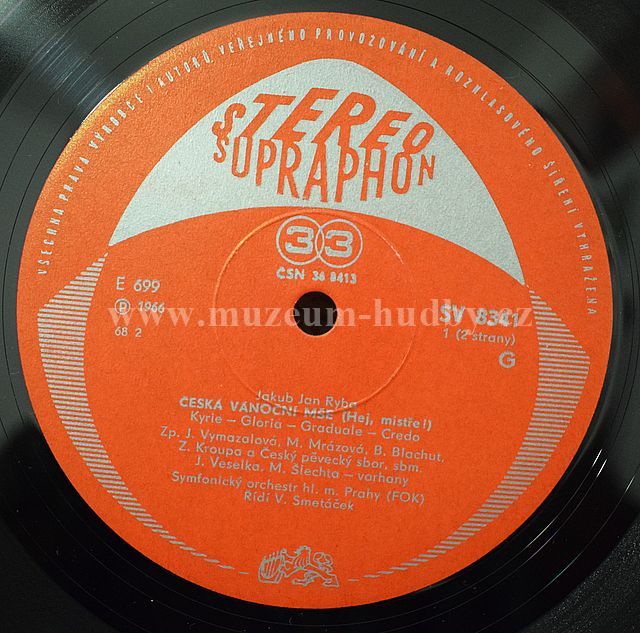 VŠECHNA PRÁVA VÝROBCE I AUTORŮ VEŘEJNÉHO PROVOZOVÁNÍ A ROZHLASOVÉHO ŠÍŘENÍ VYHRAŽENA
STEREO
SUPRAPHON
33
ČSN 36 8413
E 699
Ⓟ 1966
68 2
ŠV 8341
1 (2 strany)
G
www.muzeum-hudby.cz
Jakub Jan Ryba
ČESKÁ VÁNOČNÍ MŠE (Hej, mistře!)
Kyrie – Gloria – Graduale – Credo
Zp. J. Vymazalová, M. Mrázová, B. Blachut,
Z. Kroupa a Český pěvecký sbor, sbm.
J. Veselka, M. Šlechta – varhany
Symfonický orchestr hl. m. Prahy (FOK)
Řídí V. Smetáček